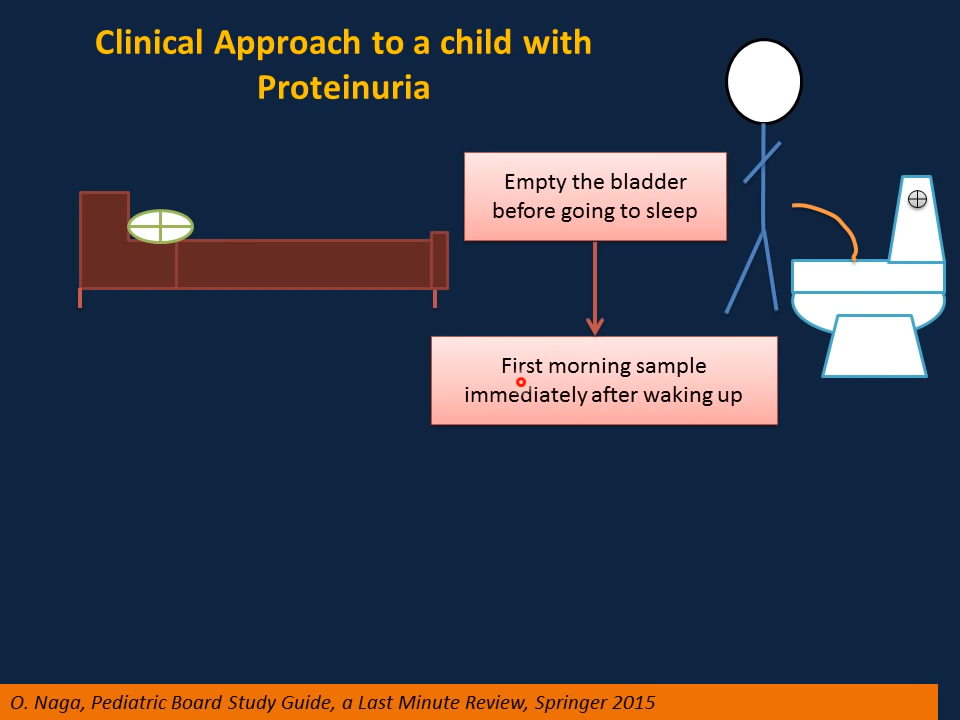 Clinical Approach to a child with
Proteinuria
Empty the bladder
before going to sleep
First morning sample
immediately after waking up
O. Naga, Pediatric Board Study Guide, a Last Minute Review, Springer 2015